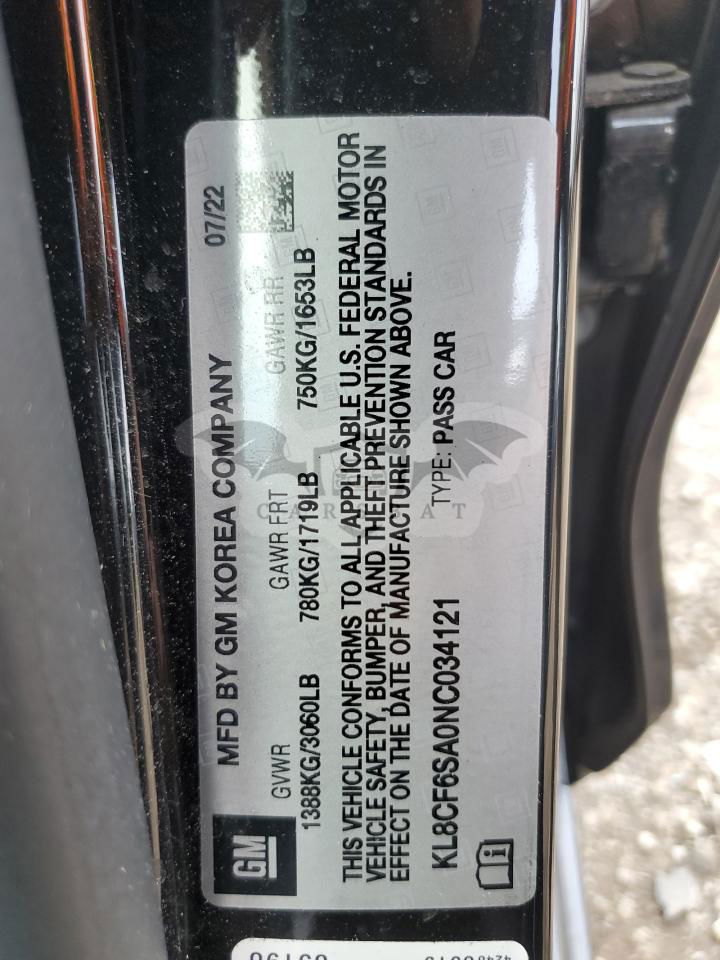 MFD BY GM KOREA COMPANY 07/22
GM
GVWR GAWR FRT GAWR RR
1388KG/3060LB 780KG/1719LB 750KG/1653LB
THIS VEHICLE CONFORMS TO ALL APPLICABLE U.S. FEDERAL MOTOR
VEHICLE SAFETY, BUMPER, AND THEFT PREVENTION STANDARDS IN
EFFECT ON THE DATE OF MANUFACTURE SHOWN ABOVE.
KL8CF6SA0NC034121 TYPE: PASS CAR